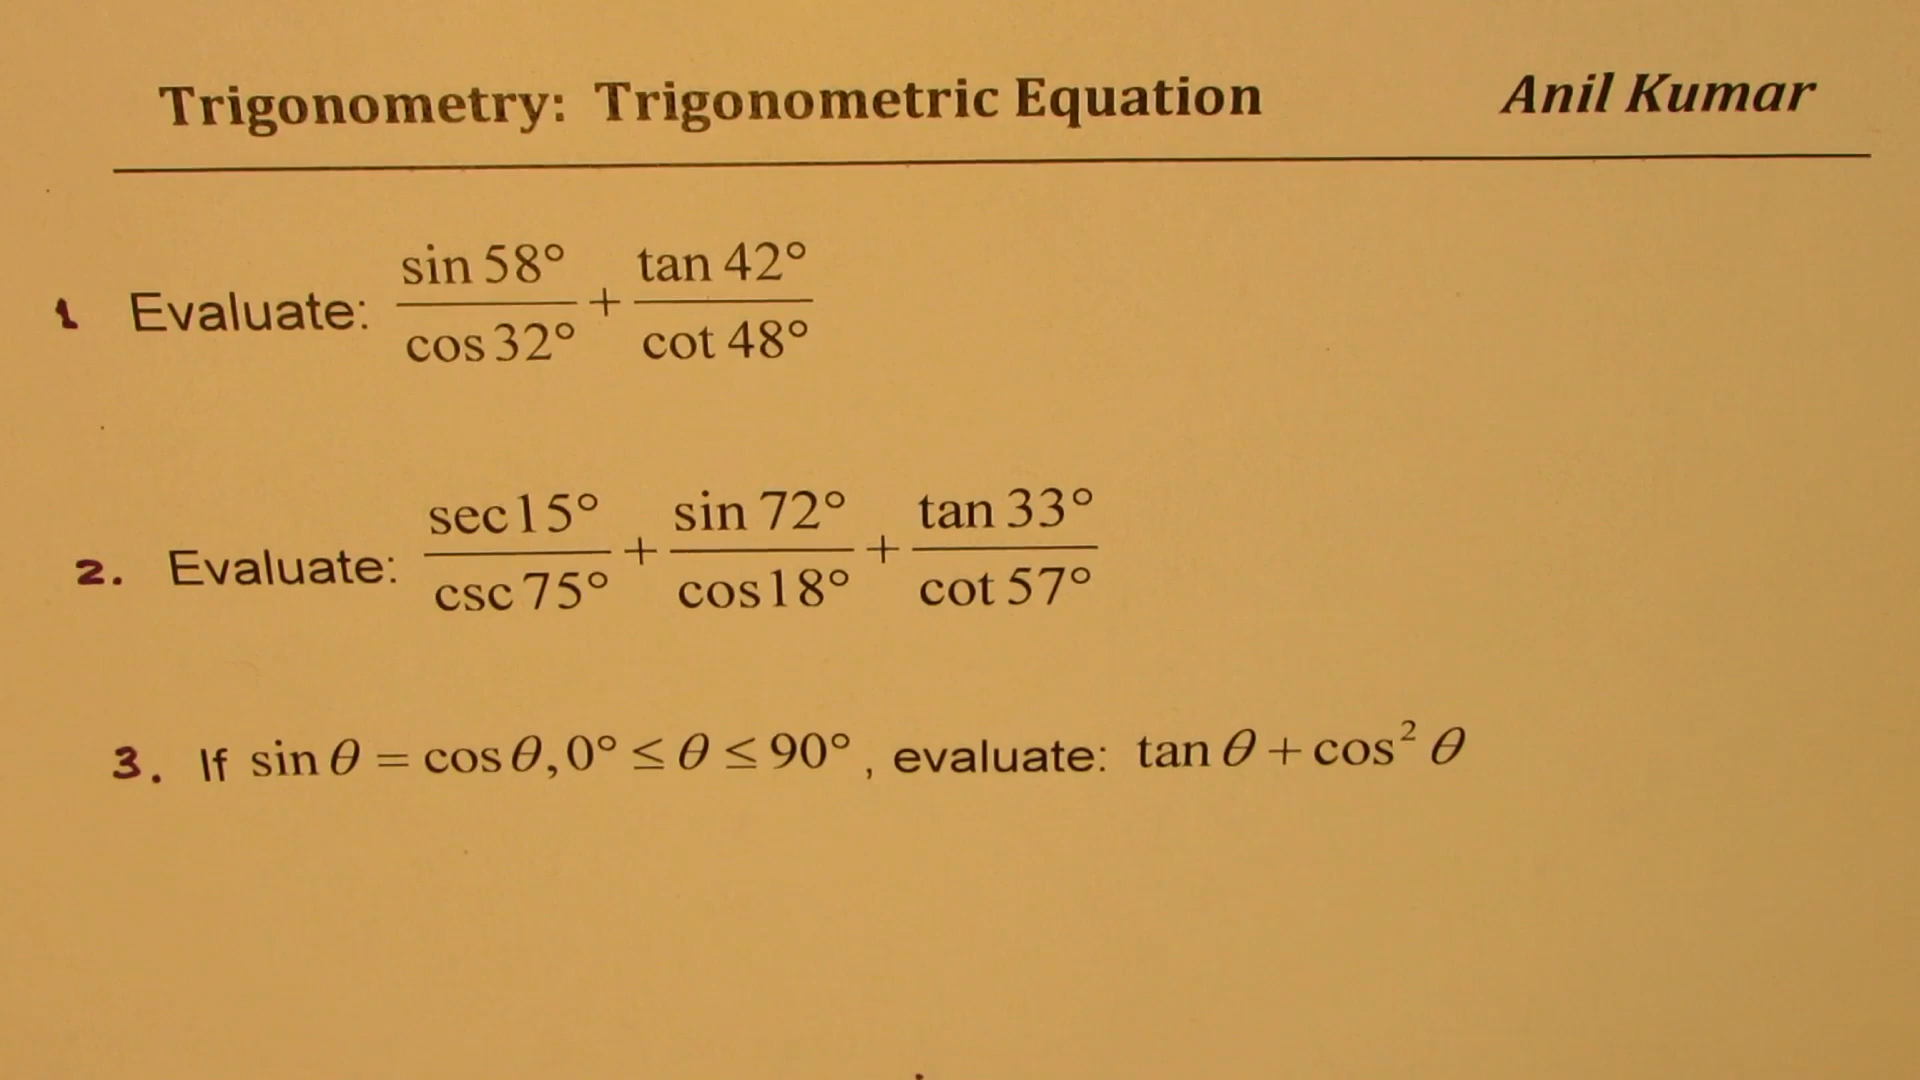 Trigonometry: Trigonometric Equation Anil Kumar
1 Evaluate: sin 58° / cos 32° + tan 42° / cot 48°
2. Evaluate: sec 15° / csc 75° + sin 72° / cos 18° + tan 33° / cot 57°
3. If sin θ = cos θ, 0° ≤ θ ≤ 90°, evaluate: tan θ + cos² θ